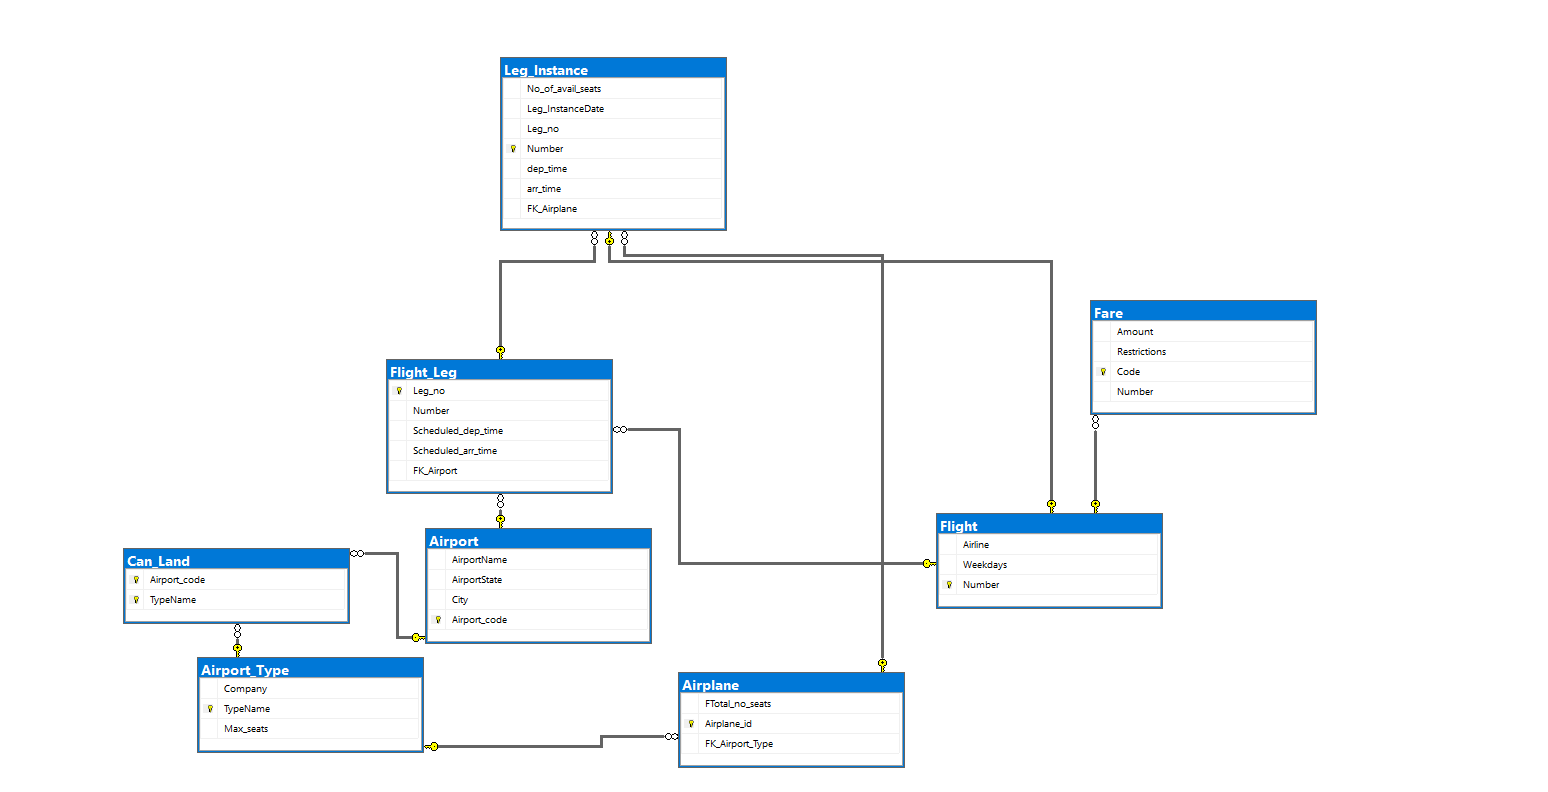 Leg_Instance
No_of_avail_seats
Leg_InstanceDate
Leg_no
Number
dep_time
arr_time
FK_Airplane
Fare
Amount
Restrictions
Code
Number
Flight_Leg
Leg_no
Number
Scheduled_dep_time
Scheduled_arr_time
FK_Airport
Flight
Airline
Weekdays
Number
Airport
AirportName
AirportState
City
Airport_code
Can_Land
Airport_code
TypeName
Airport_Type
Company
TypeName
Max_seats
Airplane
FTotal_no_seats
Airplane_id
FK_Airport_Type